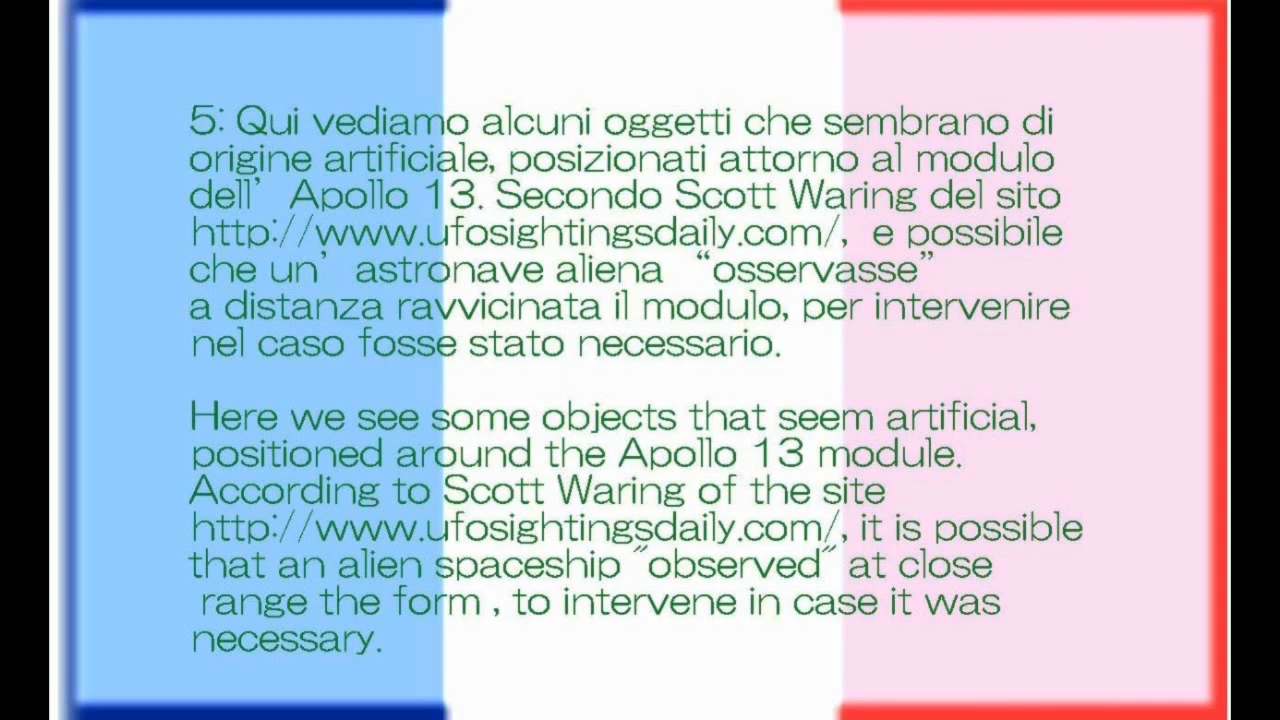 5: Qui vediamo alcuni oggetti che sembrano di
origine artificiale, posizionati attorno al modulo
dell’ Apollo 13. Secondo Scott Waring del sito
http://www.ufosightingsdaily.com/, e possibile
che un’ astronave aliena “osservasse”
a distanza ravvicinata il modulo, per intervenire
nel caso fosse stato necessario.
Here we see some objects that seem artificial,
positioned around the Apollo 13 module.
According to Scott Waring of the site
http://www.ufosightingsdaily.com/, it is possible
that an alien spaceship "observed" at close
range the form , to intervene in case it was
necessary.